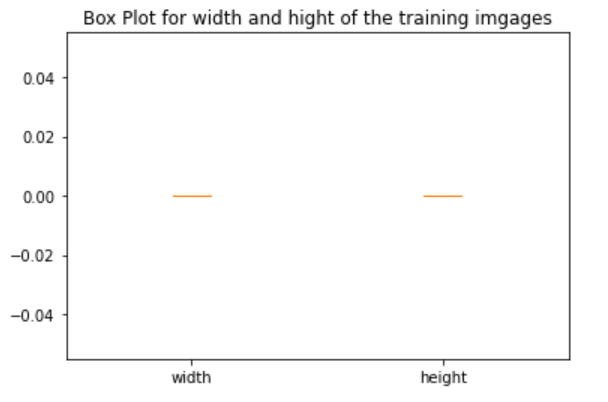 Box Plot for width and hight of the training imgages
0.04
0.02
0.00
−0.02
−0.04
width height